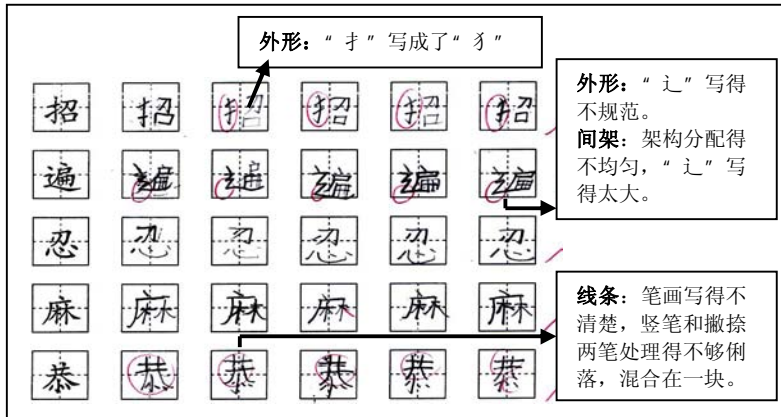 外形：“扌”写成了“犭”
外形：“辶”写得
不规范。
间架：架构分配得
不均匀，“辶”写
得太大。
招 招 招 招 招 招
遍 遍 遍 遍 遍 遍
忍 忍 忍 忍 忍 忍
麻 麻 麻 麻 麻 麻
恭 恭 恭 恭 恭 恭
线条：笔画写得不
清楚，竖笔和撇捺
两笔处理得不够俐
落，混合在一块。